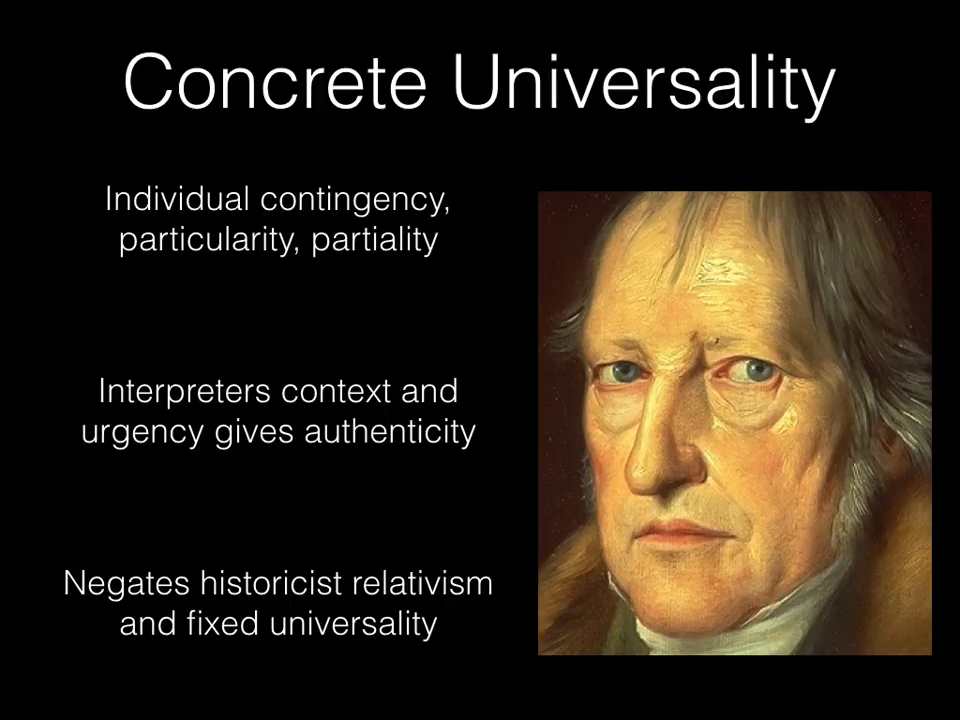 Concrete Universality
Individual contingency,
particularity, partiality
Interpreters context and
urgency gives authenticity
Negates historicist relativism
and fixed universality